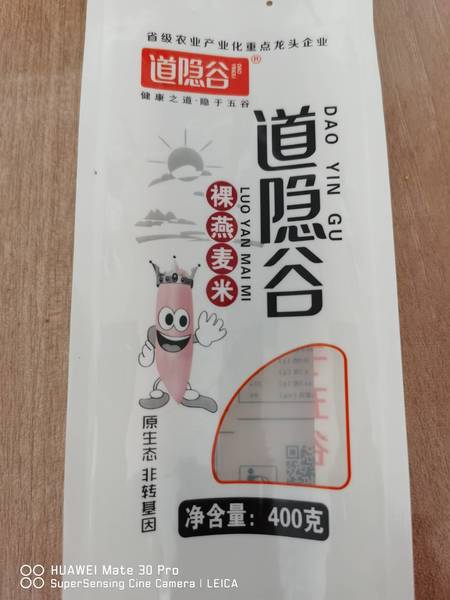 省级农业产业化重点龙头企业
道隐谷
DAO
YINGU
®
健康之道·隐于五谷
道隐谷
DAO YIN GU
裸燕麦米
LUO YAN MAI MI
原生态 非转基因
净含量：400克
HUAWEI Mate 30 Pro
SuperSensing Cine Camera | LEICA